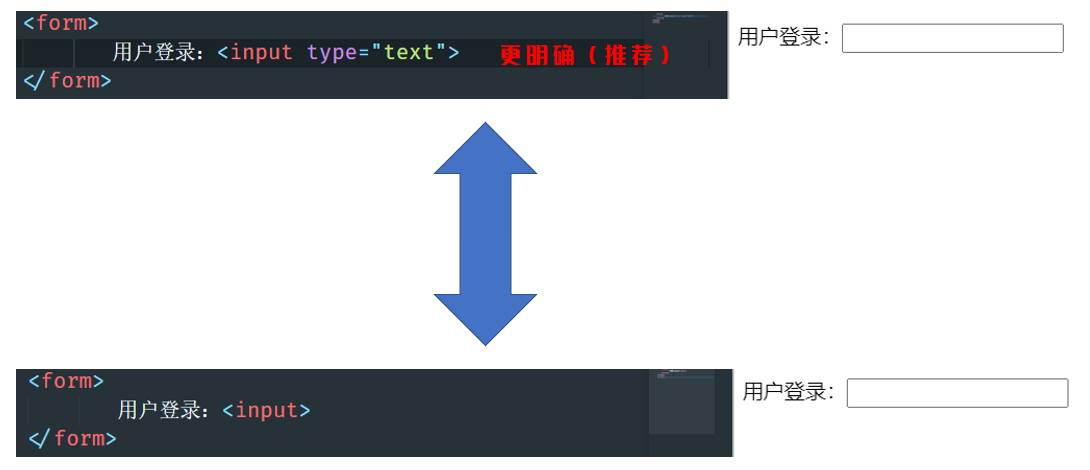 <form>
用户登录：<input type="text"> 更明确（推荐）
</form>
用户登录：
<form>
用户登录：<input>
</form>
用户登录：